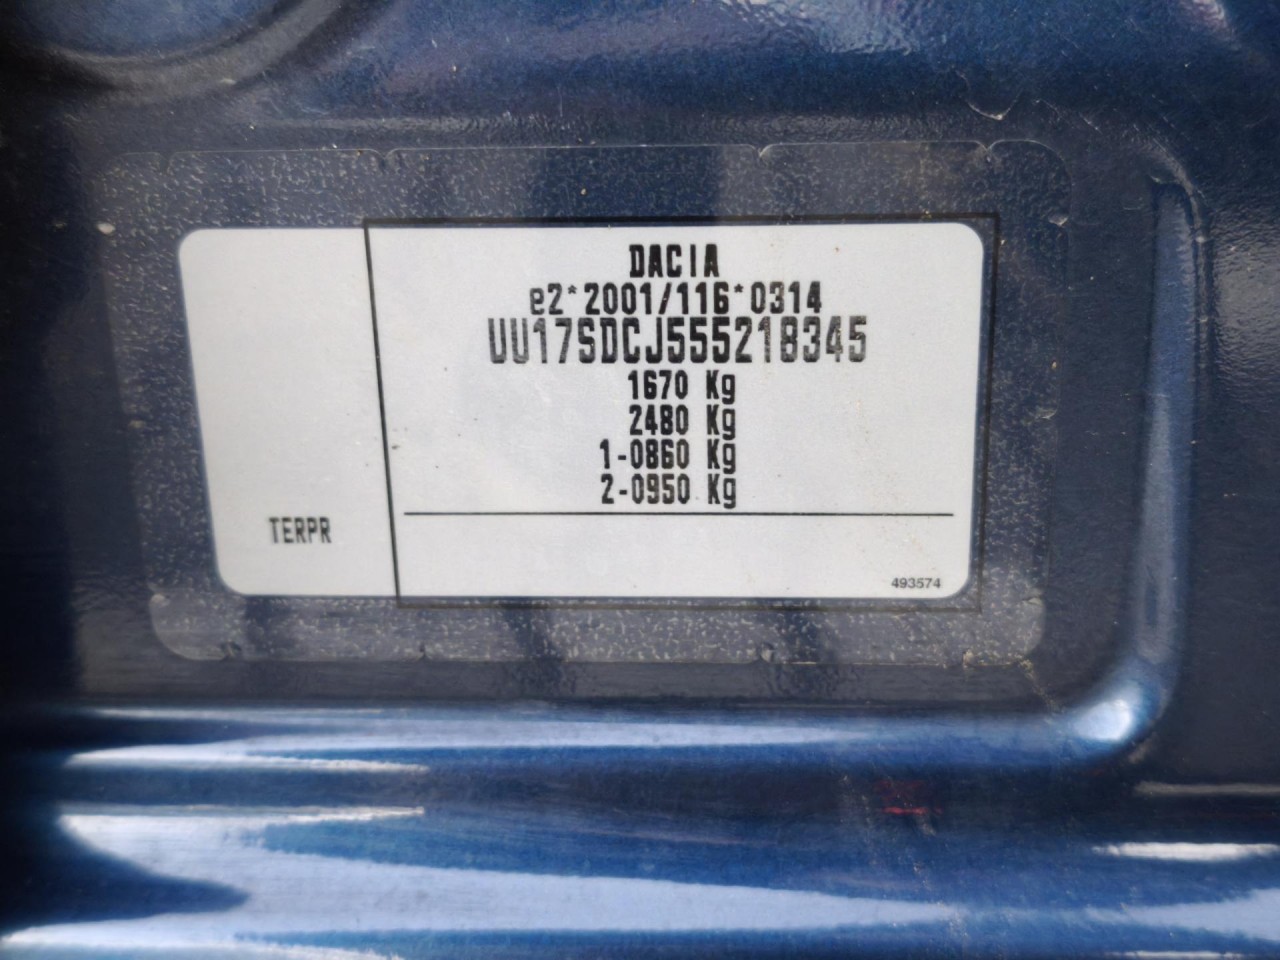 DACIA
e2*2001/116*0314
UU17SDCJ555218345
1670 Kg
2480 Kg
1-0860 Kg
2-0950 Kg
TERPR
493574